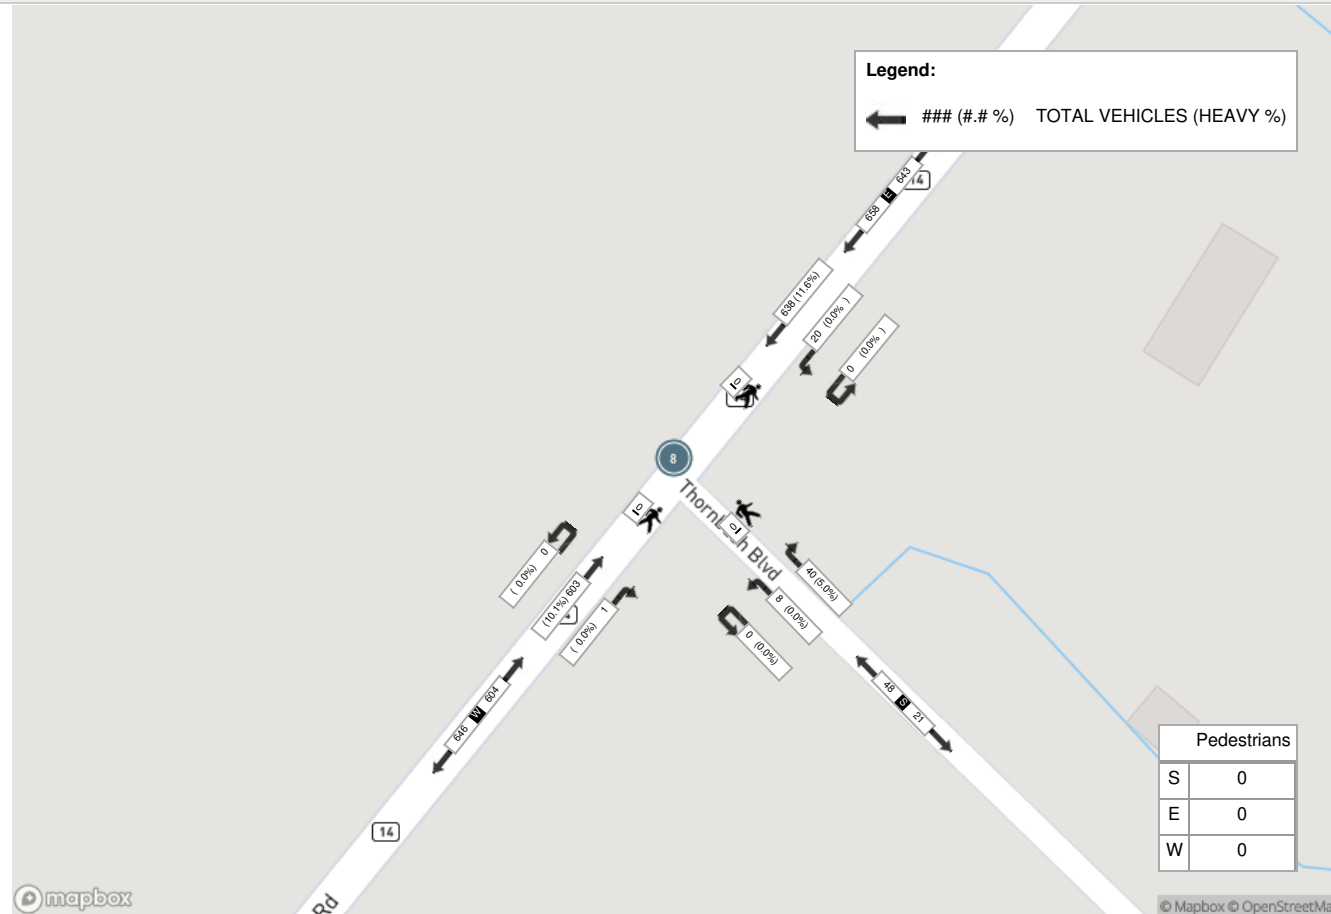 Legend:
### (#.# %) TOTAL VEHICLES (HEAVY %)
14
643
E
658
638 (11.6%)
20 (0.0% )
0 (0.0% )
0
8
0
0
Blvd
40 (5.0%)
8 (0.0%)
0 (0.0%)
( 0.0%) 0
(10.1%) 603
( 0.0%) 1
604
W
646
48
S
21
Pedestrians
S 0
E 0
W 0
14
Rd
mapbox
© Mapbox © OpenStreetMa